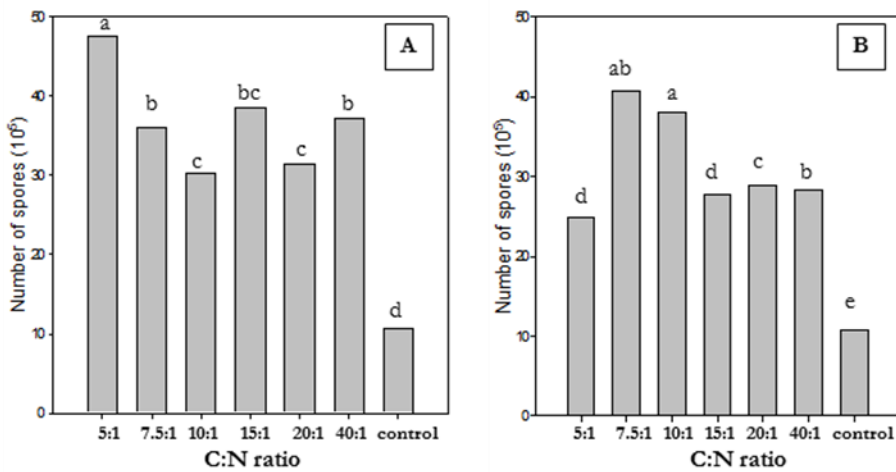 A
Number of spores (10⁶)
50
40
30
20
10
0
a
b
c
bc
c
b
d
5:1 7.5:1 10:1 15:1 20:1 40:1 control
C:N ratio
B
Number of spores (10⁶)
50
40
30
20
10
0
d
ab
a
d
c
b
e
5:1 7.5:1 10:1 15:1 20:1 40:1 control
C:N ratio